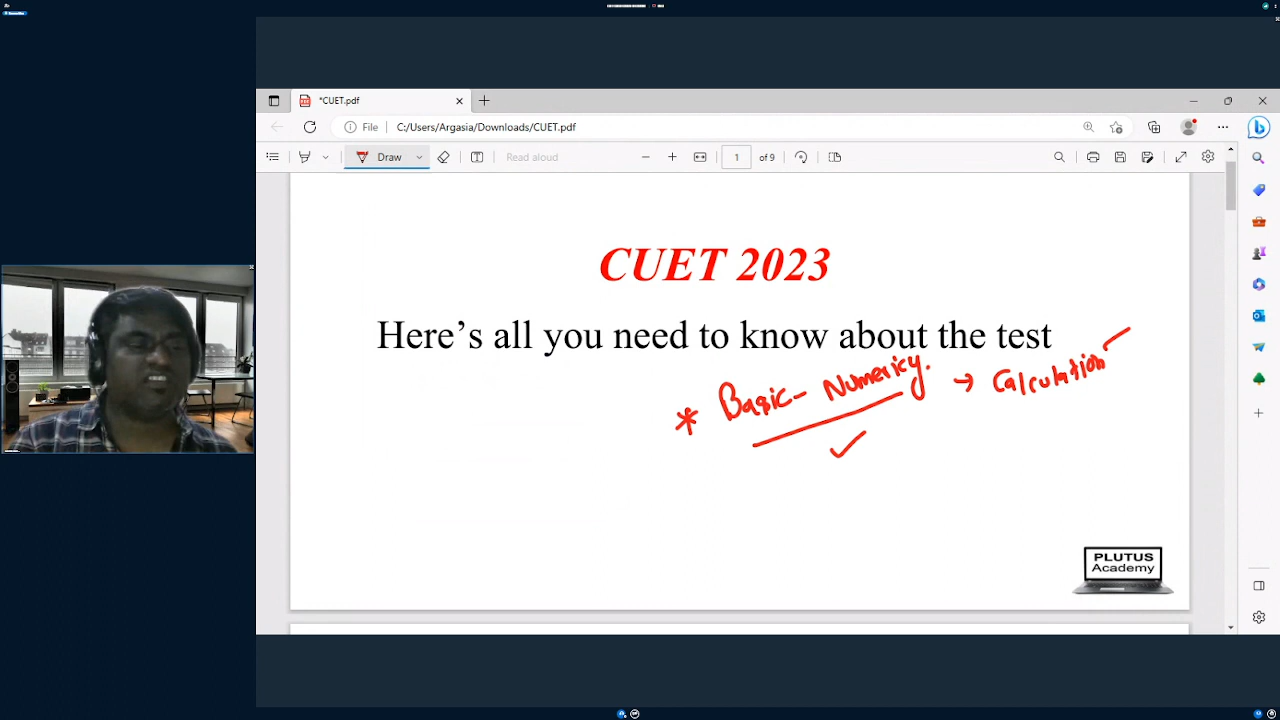 *CUET.pdf
File C:/Users/Argasia/Downloads/CUET.pdf
Draw Read aloud 1 of 9
CUET 2023
Here's all you need to know about the test
* Basic- Numericy. → Calculation
PLUTUS
Academy